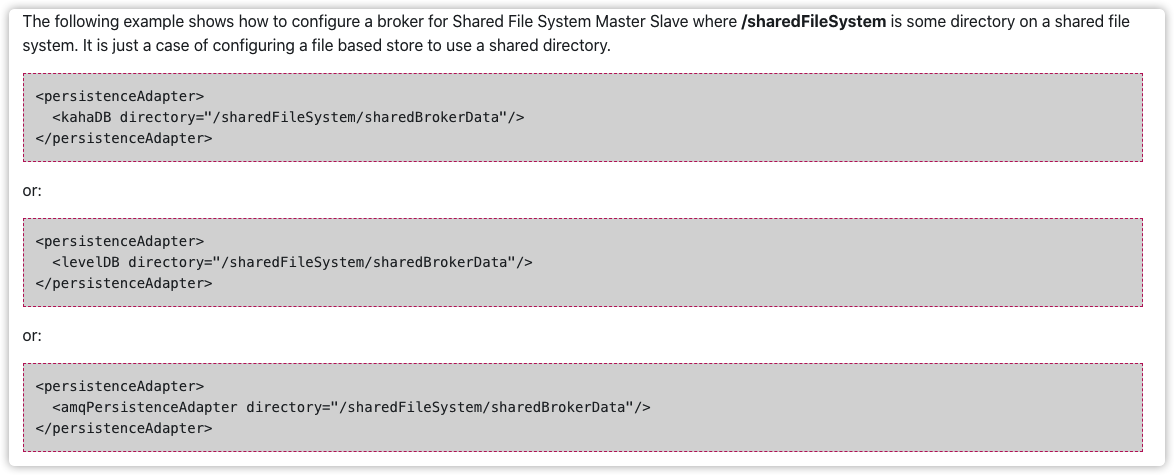 The following example shows how to configure a broker for Shared File System Master Slave where /sharedFileSystem is some directory on a shared file
system. It is just a case of configuring a file based store to use a shared directory.
<persistenceAdapter>
  <kahaDB directory="/sharedFileSystem/sharedBrokerData"/>
</persistenceAdapter>
or:
<persistenceAdapter>
  <levelDB directory="/sharedFileSystem/sharedBrokerData"/>
</persistenceAdapter>
or:
<persistenceAdapter>
  <amqPersistenceAdapter directory="/sharedFileSystem/sharedBrokerData"/>
</persistenceAdapter>